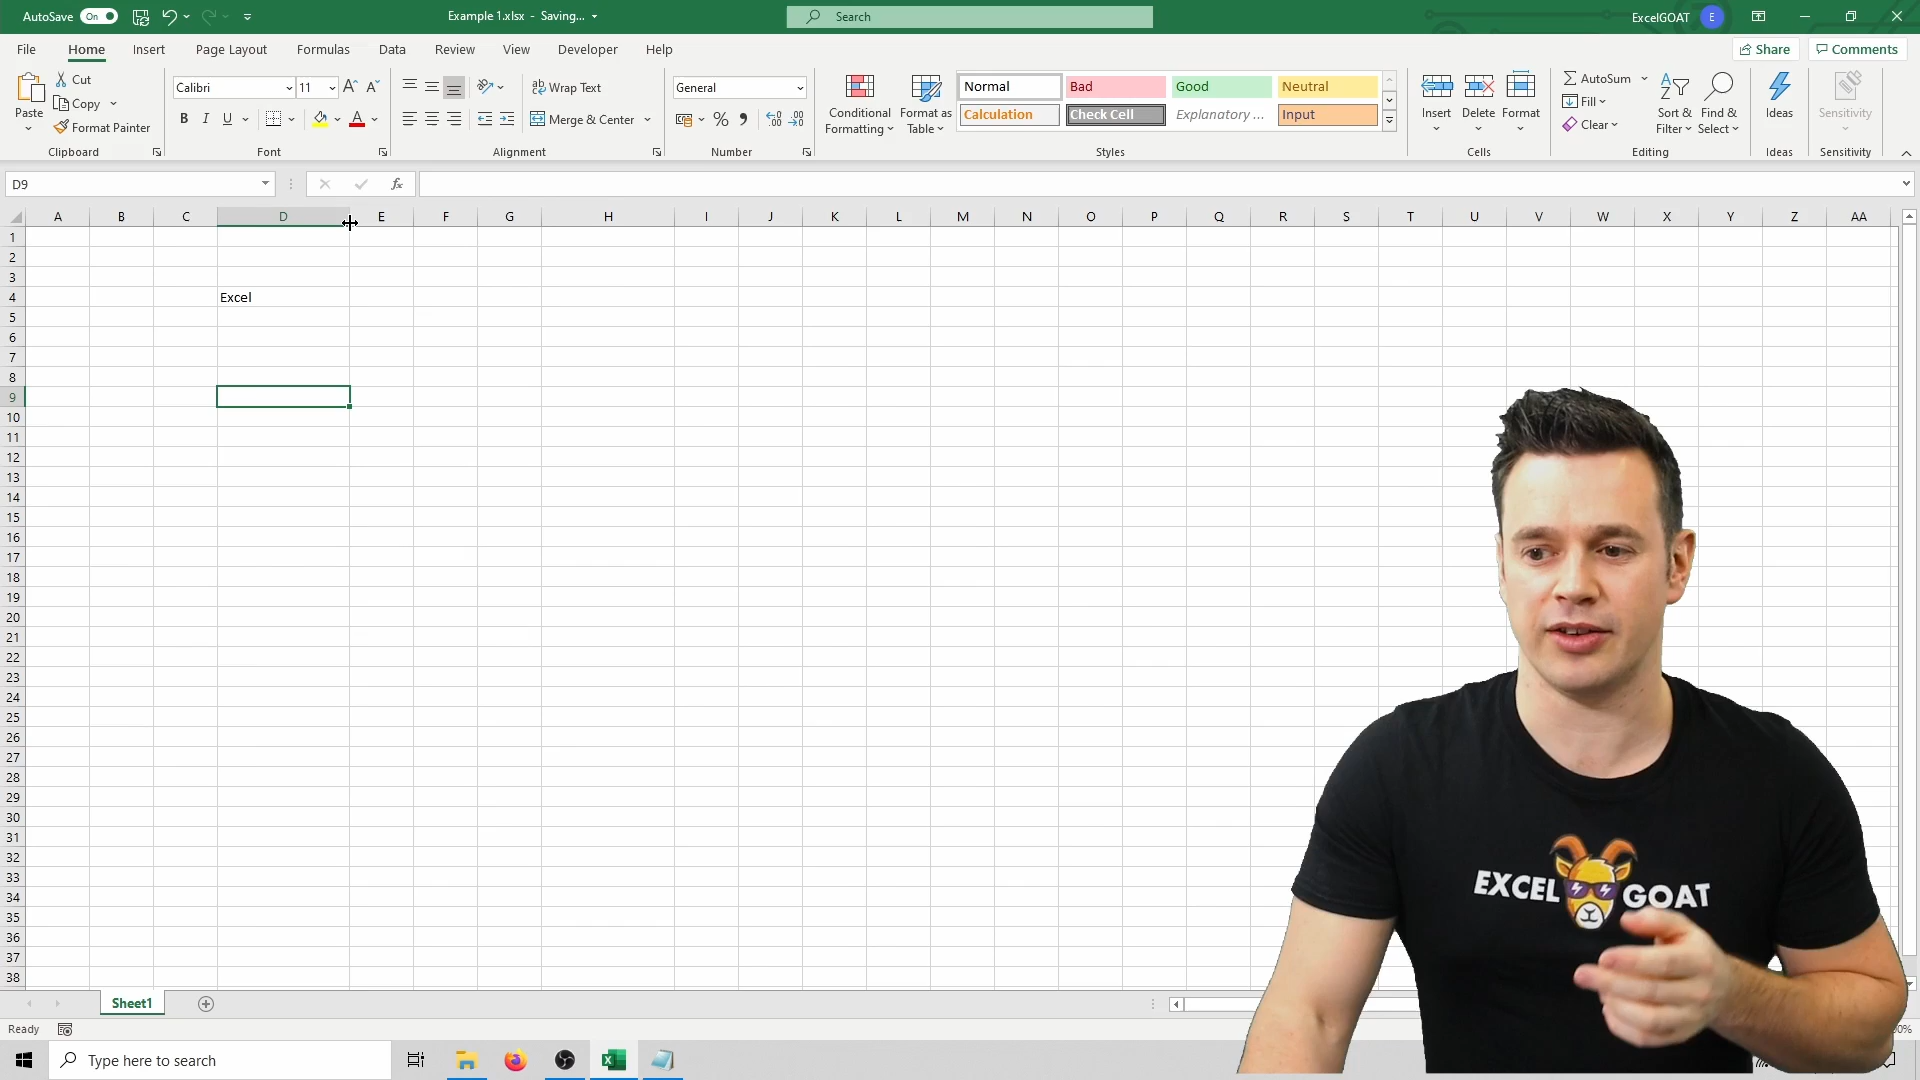 AutoSave On
Example 1.xlsx - Saving...
Search
ExcelGOAT E
File Home Insert Page Layout Formulas Data Review View Developer Help
Share Comments
Paste
Cut
Copy
Format Painter
Clipboard
Calibri 11
B I U
Font
Wrap Text
Merge & Center
Alignment
General
Number
Conditional Formatting
Format as Table
Normal Bad Good Neutral
Calculation Check Cell Explanatory ... Input
Styles
Insert Delete Format
Cells
AutoSum
Fill
Clear
Sort & Filter
Find & Select
Editing
Ideas
Ideas
Sensitivity
Sensitivity
D9
fx
A B C D E F G H I J K L M N O P Q R S T U V W X Y Z AA
1
2
3
4 Excel
5
6
7
8
9
10
11
12
13
14
15
16
17
18
19
20
21
22
23
24
25
26
27
28
29
30
31
32
33
34
35
36
37
38
EXCEL GOAT
Sheet1
Ready
Type here to search